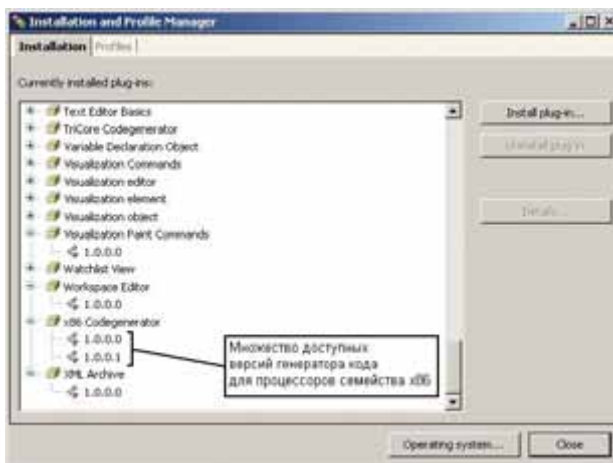 Installation and Profile Manager
Installation
Profiles
Currently installed plug-ins:
Text Editor Basics
TriCore Codegenerator
Variable Declaration Object
Visualization Commands
Visualization editor
Visualization element
Visualization object
Visualization Paint Commands
1.0.0.0
Watchlist View
Workspace Editor
1.0.0.0
x86 Codegenerator
1.0.0.0
1.0.0.1
XML Archive
1.0.0.0
Множество доступных
версий генератора кода
для процессоров семейства x86
Install plug-in...
Uninstall plug-in
Details...
Operating system...
Close